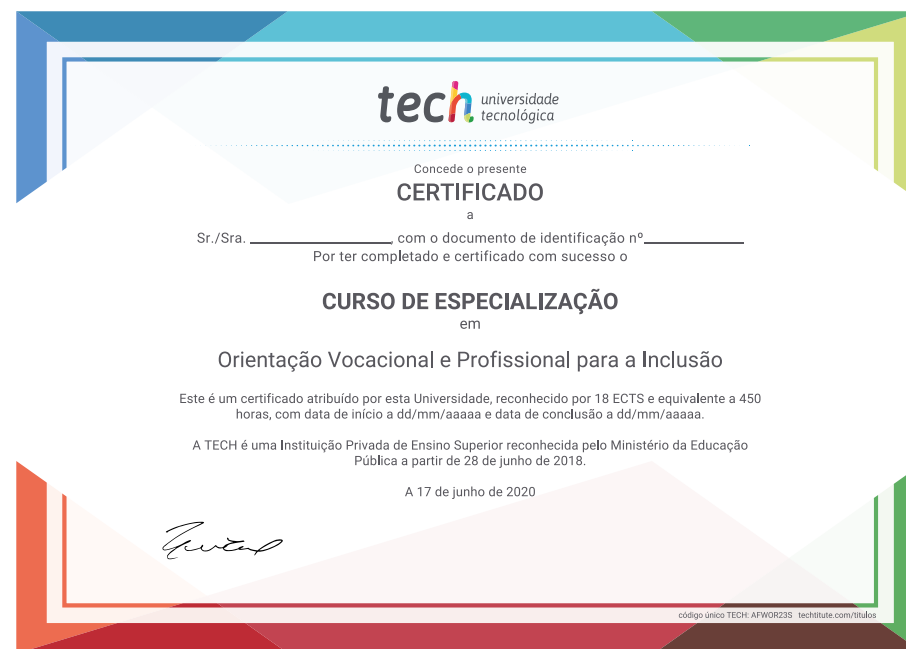 tech universidade
tecnológica
Concede o presente
CERTIFICADO
a
Sr./Sra. ____________________, com o documento de identificação nº______________
Por ter completado e certificado com sucesso o
CURSO DE ESPECIALIZAÇÃO
em
Orientação Vocacional e Profissional para a Inclusão
Este é um certificado atribuído por esta Universidade, reconhecido por 18 ECTS e equivalente a 450
horas, com data de início a dd/mm/aaaaa e data de conclusão a dd/mm/aaaaa.
A TECH é uma Instituição Privada de Ensino Superior reconhecida pelo Ministério da Educação
Pública a partir de 28 de junho de 2018.
A 17 de junho de 2020
código único TECH: AFWOR23S techtitute.com/titulos